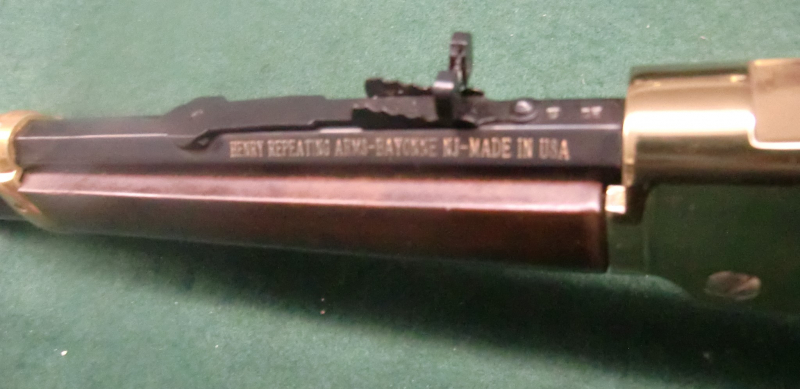 HENRY REPEATING ARMS-BAYONNE NJ-MADE IN USA